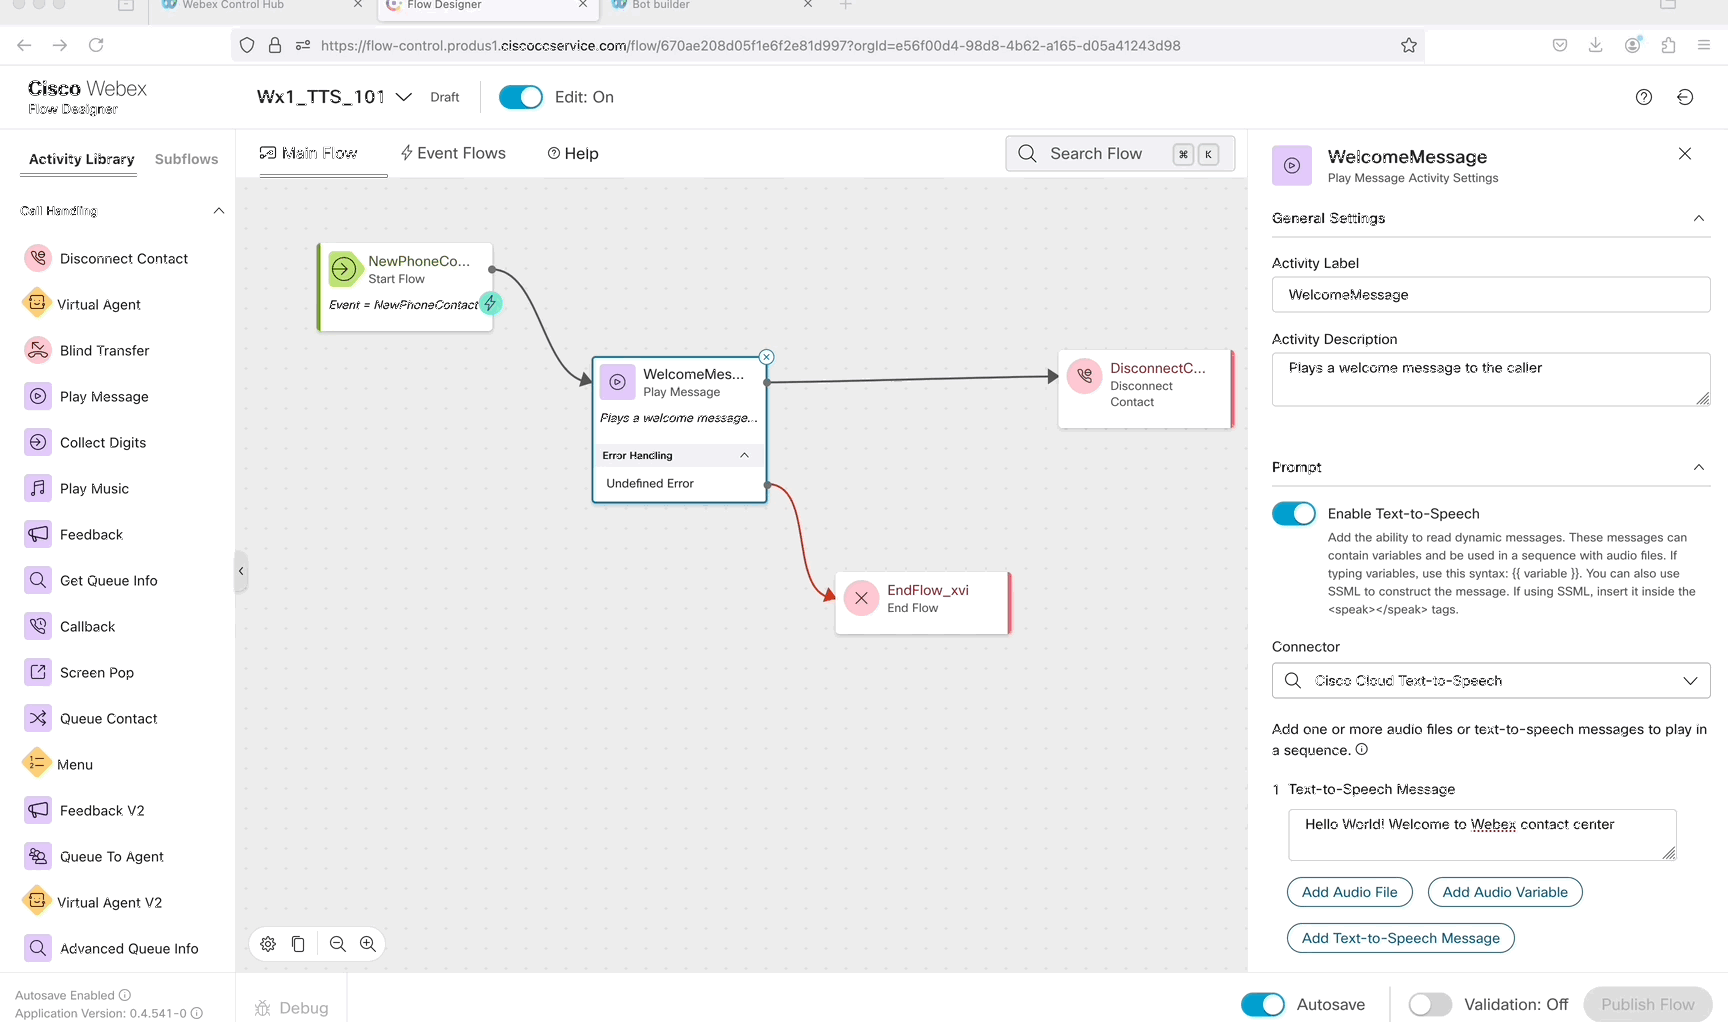 Webex Control Hub
Flow Designer
Bot builder
https://flow-control.produs1.ciscoccservice.com/flow/670ae208d05f1e6f2e81d997?orgId=e56f00d4-98d8-4b62-a165-d05a41243d98
Cisco Webex
Flow Designer
Wx1_TTS_101
Draft
Edit: On
Activity Library
Subflows
Main Flow
Event Flows
Help
Search Flow
⌘
K
Call Handling
Disconnect Contact
Virtual Agent
Blind Transfer
Play Message
Collect Digits
Play Music
Feedback
Get Queue Info
Callback
Screen Pop
Queue Contact
Menu
Feedback V2
Queue To Agent
Virtual Agent V2
Advanced Queue Info
NewPhoneCo...
Start Flow
Event = NewPhoneContact
WelcomeMes...
Play Message
Plays a welcome message...
Error Handling
Undefined Error
DisconnectC...
Disconnect
Contact
EndFlow_xvi
End Flow
WelcomeMessage
Play Message Activity Settings
General Settings
Activity Label
WelcomeMessage
Activity Description
Plays a welcome message to the caller
Prompt
Enable Text-to-Speech
Add the ability to read dynamic messages. These messages can
contain variables and be used in a sequence with audio files. If
typing variables, use this syntax: {{ variable }}. You can also use
SSML to construct the message. If using SSML, insert it inside the
<speak></speak> tags.
Connector
Cisco Cloud Text-to-Speech
Add one or more audio files or text-to-speech messages to play in
a sequence.
1 Text-to-Speech Message
Hello World! Welcome to Webex contact center
Add Audio File
Add Audio Variable
Add Text-to-Speech Message
Autosave Enabled
Application Version: 0.4.541-0
Debug
Autosave
Validation: Off
Publish Flow